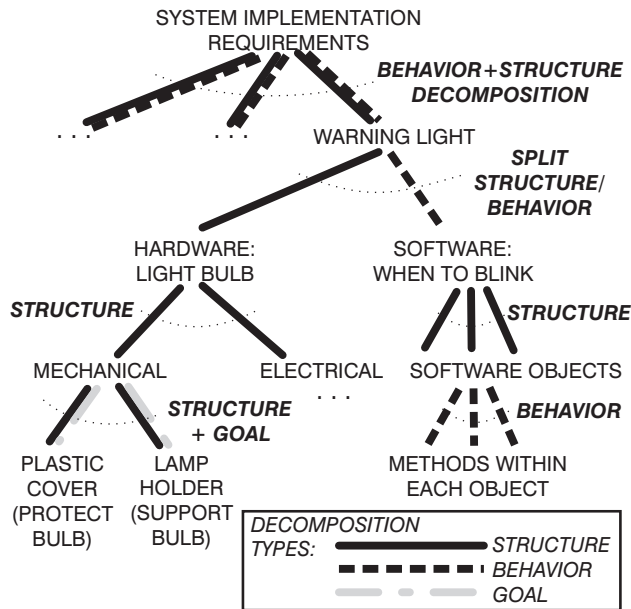 SYSTEM IMPLEMENTATION
REQUIREMENTS
BEHAVIOR+STRUCTURE
DECOMPOSITION
. . .
. . .
WARNING LIGHT
SPLIT
STRUCTURE/
BEHAVIOR
HARDWARE:
LIGHT BULB
SOFTWARE:
WHEN TO BLINK
STRUCTURE
STRUCTURE
MECHANICAL
ELECTRICAL
. . .
SOFTWARE OBJECTS
STRUCTURE
+ GOAL
BEHAVIOR
PLASTIC
COVER
(PROTECT
BULB)
LAMP
HOLDER
(SUPPORT
BULB)
METHODS WITHIN
EACH OBJECT
DECOMPOSITION
TYPES:
STRUCTURE
BEHAVIOR
GOAL